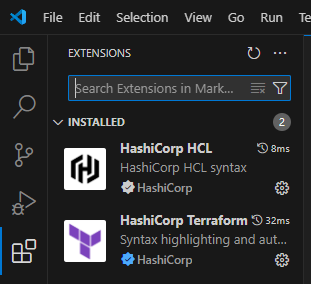 File Edit Selection View Go Run Te
EXTENSIONS
Search Extensions in Mark...
INSTALLED 2
HashiCorp HCL 8ms
HashiCorp HCL syntax
HashiCorp
HashiCorp Terraform 32ms
Syntax highlighting and aut...
HashiCorp